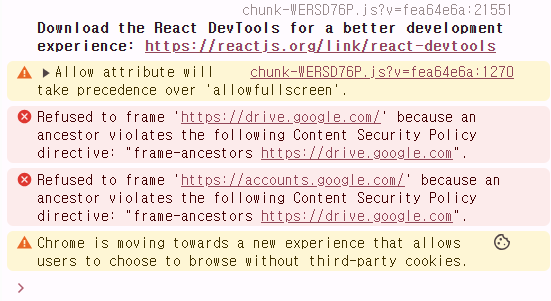 chunk-WERSD76P.js?v=fea64e6a:21551
Download the React DevTools for a better development
experience: https://reactjs.org/link/react-devtools
Allow attribute will chunk-WERSD76P.js?v=fea64e6a:1270
take precedence over 'allowfullscreen'.
Refused to frame 'https://drive.google.com/' because an
ancestor violates the following Content Security Policy
directive: "frame-ancestors https://drive.google.com".
Refused to frame 'https://accounts.google.com/' because an
ancestor violates the following Content Security Policy
directive: "frame-ancestors https://drive.google.com".
Chrome is moving towards a new experience that allows
users to choose to browse without third-party cookies.